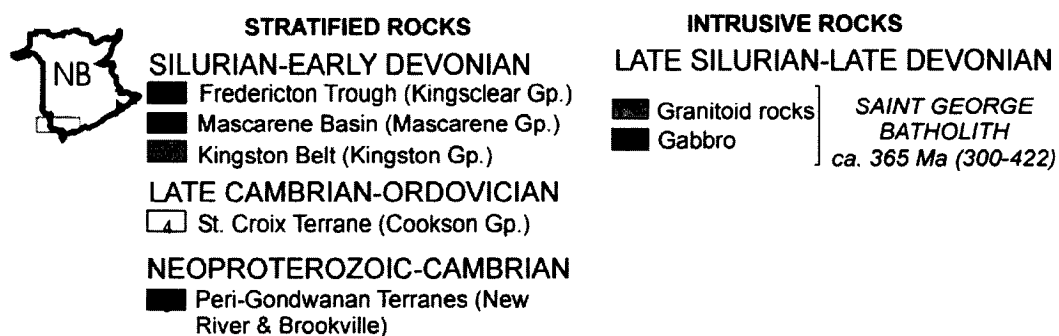 NB
STRATIFIED ROCKS
SILURIAN-EARLY DEVONIAN
Fredericton Trough (Kingsclear Gp.)
Mascarene Basin (Mascarene Gp.)
Kingston Belt (Kingston Gp.)
LATE CAMBRIAN-ORDOVICIAN
4 St. Croix Terrane (Cookson Gp.)
NEOPROTEROZOIC-CAMBRIAN
Peri-Gondwanan Terranes (New
River & Brookville)
INTRUSIVE ROCKS
LATE SILURIAN-LATE DEVONIAN
Granitoid rocks
Gabbro
SAINT GEORGE
BATHOLITH
ca. 365 Ma (300-422)